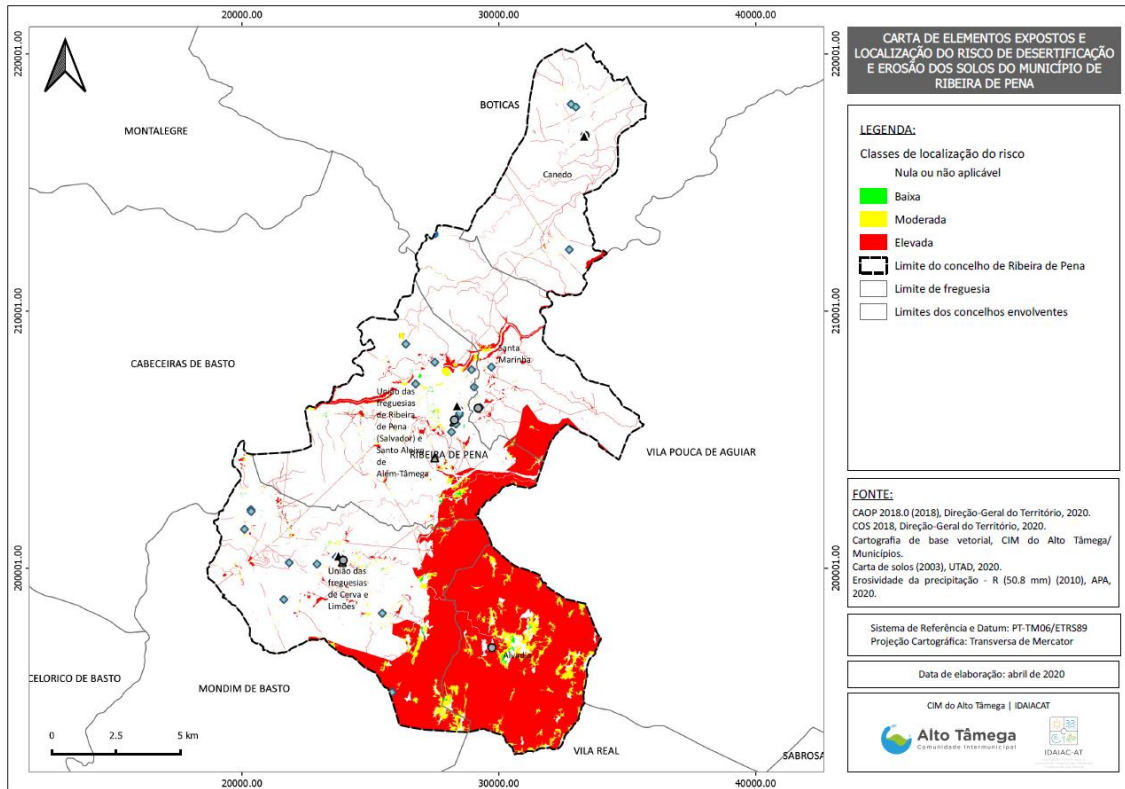 20000.00
30000.00
40000.00
220001.00
210001.00
200001.00
220001.00
210001.00
200001.00
20000.00
30000.00
40000.00
MONTALEGRE
BOTICAS
Canedo
CABECEIRAS DE BASTO
Santa
Marinha
União das
freguesias
de Ribeira
de Pena
(Salvador) e
Santo Aleixo
de
Além-Tâmega
RIBEIRA DE PENA
VILA POUCA DE AGUIAR
União das
freguesias
de Cerva e
Limões
Alvadia
CELORICO DE BASTO
MONDIM DE BASTO
VILA REAL
SABROSA
0 2.5 5 km
CARTA DE ELEMENTOS EXPOSTOS E
LOCALIZAÇÃO DO RISCO DE DESERTIFICAÇÃO
E EROSÃO DOS SOLOS DO MUNICÍPIO DE
RIBEIRA DE PENA
LEGENDA:
Classes de localização do risco
Nula ou não aplicável
Baixa
Moderada
Elevada
Limite do concelho de Ribeira de Pena
Limite de freguesia
Limites dos concelhos envolventes
FONTE:
CAOP 2018.0 (2018), Direção-Geral do Território, 2020.
COS 2018, Direção-Geral do Território, 2020.
Cartografia de base vetorial, CIM do Alto Tâmega/
Municípios.
Carta de solos (2003), UTAD, 2020.
Erosividade da precipitação - R (50.8 mm) (2010), APA,
2020.
Sistema de Referência e Datum: PT-TM06/ETRS89
Projeção Cartográfica: Transversa de Mercator
Data de elaboração: abril de 2020
CIM do Alto Tâmega | IDAIACAT
Alto Tâmega
Comunidade Intermunicipal
IDAIAC-AT